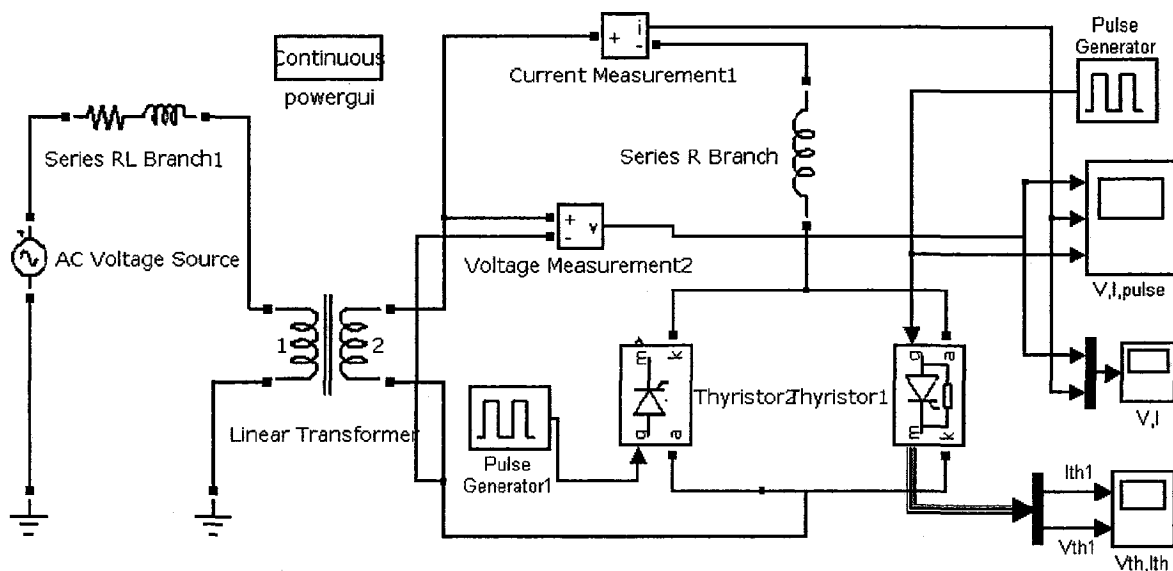 Continuous
powergui
Current Measurement1
i
+
-
Pulse
Generator
Series RL Branch1
Series R Branch
AC Voltage Source
+
-
v
Voltage Measurement2
V,I,pulse
1
2
Linear Transformer
m
k
g
a
Thyristor2
Thyristor1
g
a
m
k
V,I
Pulse
Generator1
Ith1
Vth1
Vth,Ith